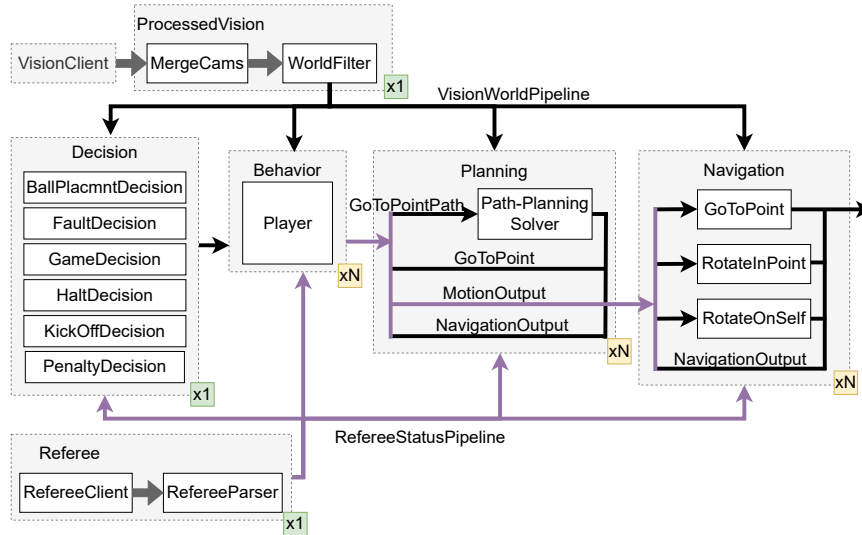 ProcessedVision
VisionClient
MergeCams
WorldFilter
x1
VisionWorldPipeline
Decision
BallPlacmntDecision
FaultDecision
GameDecision
HaltDecision
KickOffDecision
PenaltyDecision
x1
Behavior
Player
xN
Planning
GoToPointPath
Path-Planning
Solver
GoToPoint
MotionOutput
NavigationOutput
xN
Navigation
GoToPoint
RotateInPoint
RotateOnSelf
NavigationOutput
xN
RefereeStatusPipeline
Referee
RefereeClient
RefereeParser
x1